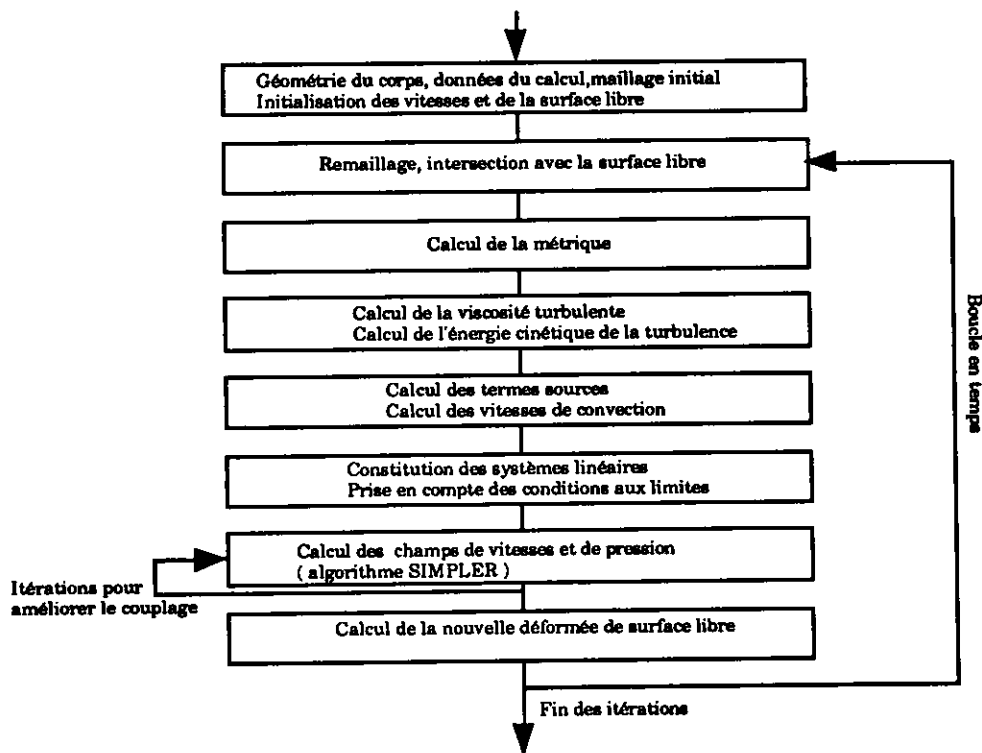 Géométrie du corps, données du calcul,maillage initial
Initialisation des vitesses et de la surface libre
Remaillage, intersection avec la surface libre
Calcul de la métrique
Calcul de la viscosité turbulente
Calcul de l'énergie cinétique de la turbulence
Calcul des termes sources
Calcul des vitesses de convection
Constitution des systèmes linéaires
Prise en compte des conditions aux limites
Calcul des champs de vitesses et de pression
( algorithme SIMPLER )
Itérations pour
améliorer le couplage
Calcul de la nouvelle déformée de surface libre
Fin des itérations
Boucle en temps